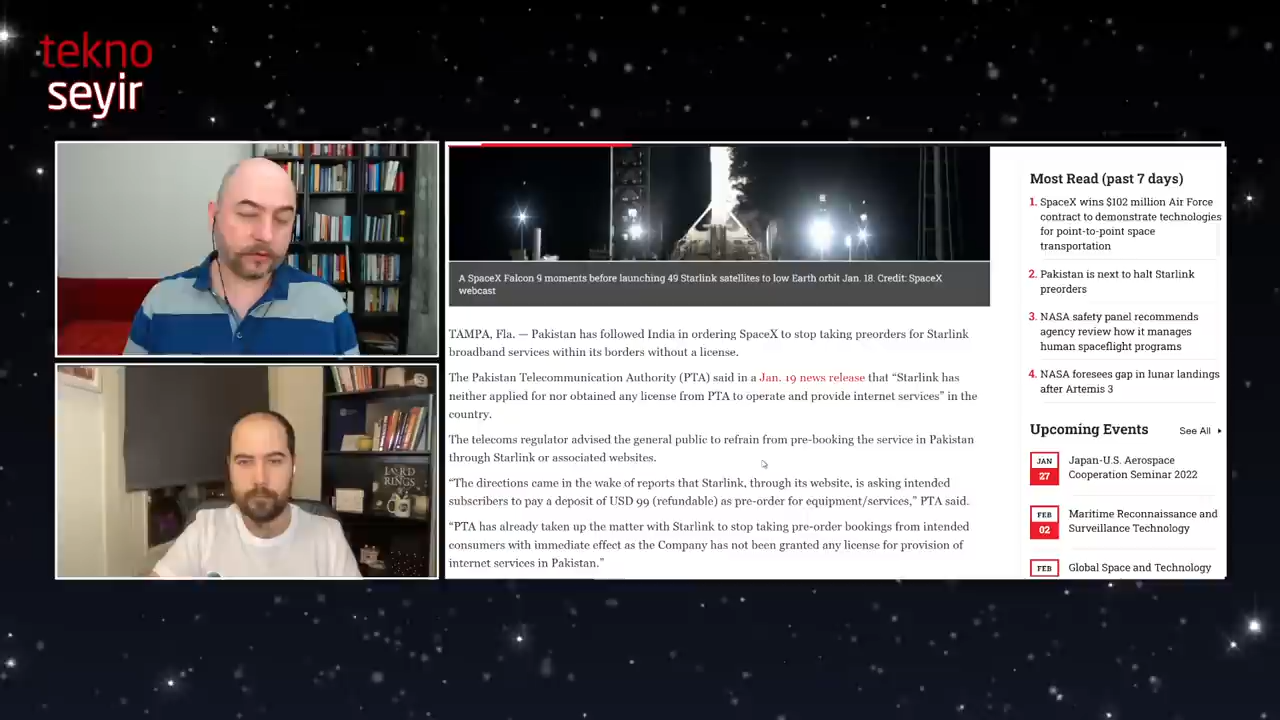 tekno
seyir
A SpaceX Falcon 9 moments before launching 49 Starlink satellites to low Earth orbit Jan. 18. Credit: SpaceX
webcast
TAMPA, Fla. — Pakistan has followed India in ordering SpaceX to stop taking preorders for Starlink
broadband services within its borders without a license.
The Pakistan Telecommunication Authority (PTA) said in a Jan. 19 news release that “Starlink has
neither applied for nor obtained any license from PTA to operate and provide internet services” in the
country.
The telecoms regulator advised the general public to refrain from pre-booking the service in Pakistan
through Starlink or associated websites.
“The directions came in the wake of reports that Starlink, through its website, is asking intended
subscribers to pay a deposit of USD 99 (refundable) as pre-order for equipment/services,” PTA said.
“PTA has already taken up the matter with Starlink to stop taking pre-order bookings from intended
consumers with immediate effect as the Company has not been granted any license for provision of
internet services in Pakistan.”
Most Read (past 7 days)
1. SpaceX wins $102 million Air Force
contract to demonstrate technologies
for point-to-point space
transportation
2. Pakistan is next to halt Starlink
preorders
3. NASA safety panel recommends
agency review how it manages
human spaceflight programs
4. NASA foresees gap in lunar landings
after Artemis 3
Upcoming Events See All
JAN
27
Japan-U.S. Aerospace
Cooperation Seminar 2022
FEB
02
Maritime Reconnaissance and
Surveillance Technology
FEB
Global Space and Technology
LORD
RINGS